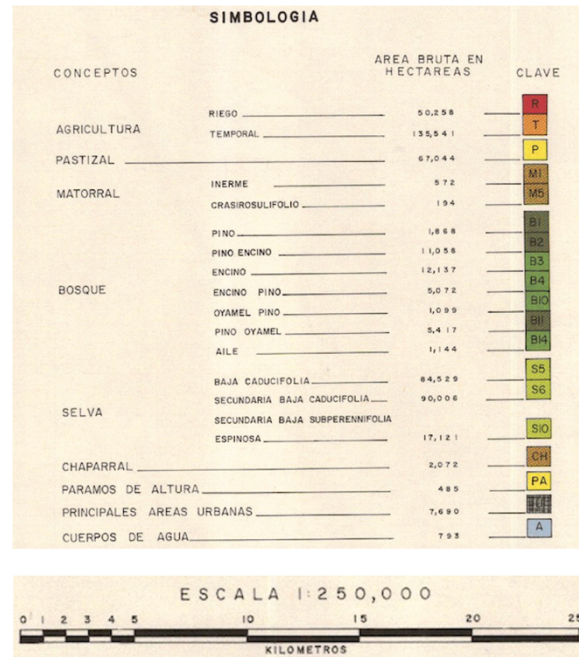 SIMBOLOGIA
CONCEPTOS AREA BRUTA EN HECTAREAS CLAVE
AGRICULTURA
RIEGO 50,258 R
TEMPORAL 135,541 T
PASTIZAL 67,044 P
MATORRAL
INERME 572 M1
CRASIROSULIFOLIO 194 M5
BOSQUE
PINO 1,868 B1
PINO ENCINO 11,058 B2
ENCINO 12,137 B3
ENCINO PINO 5,072 B4
OYAMEL PINO 1,099 B10
PINO OYAMEL 5,417 B11
AILE 1,144 B14
SELVA
BAJA CADUCIFOLIA 84,529 S5
SECUNDARIA BAJA CADUCIFOLIA 90,006 S6
SECUNDARIA BAJA SUBPERENNIFOLIA
ESPINOSA 17,121 S10
CHAPARRAL 2,072 CH
PARAMOS DE ALTURA 485 PA
PRINCIPALES AREAS URBANAS 7,690
CUERPOS DE AGUA 793 A
ESCALA 1:250,000
0 1 2 3 4 5 10 15 20 25
KILOMETROS